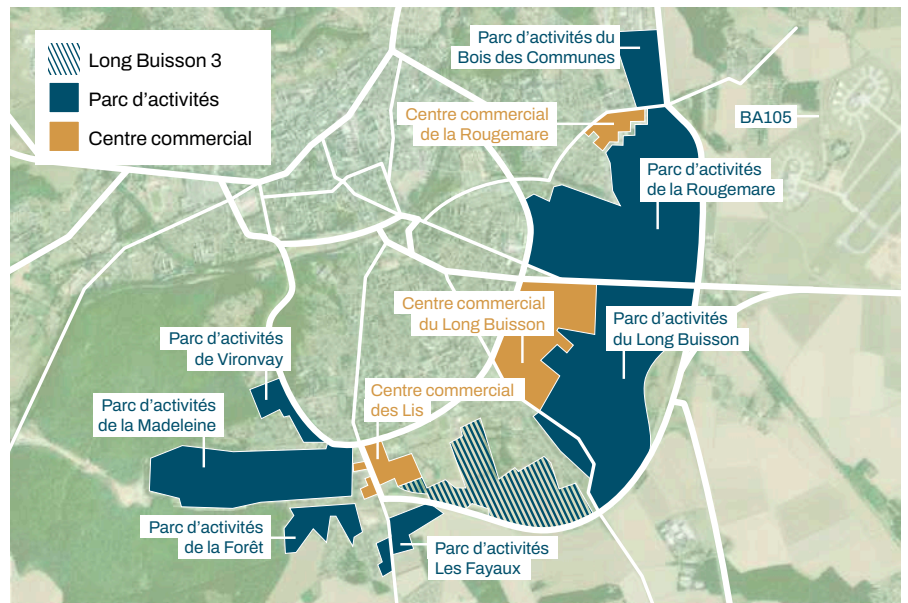 Long Buisson 3
Parc d'activités
Centre commercial
Parc d'activités du
Bois des Communes
Centre commercial
de la Rougemare
BA105
Parc d'activités
de la Rougemare
Centre commercial
du Long Buisson
Parc d'activités
du Long Buisson
Parc d'activités
de Vironvay
Centre commercial
des Lis
Parc d'activités
de la Madeleine
Parc d'activités
de la Forêt
Parc d'activités
Les Fayaux